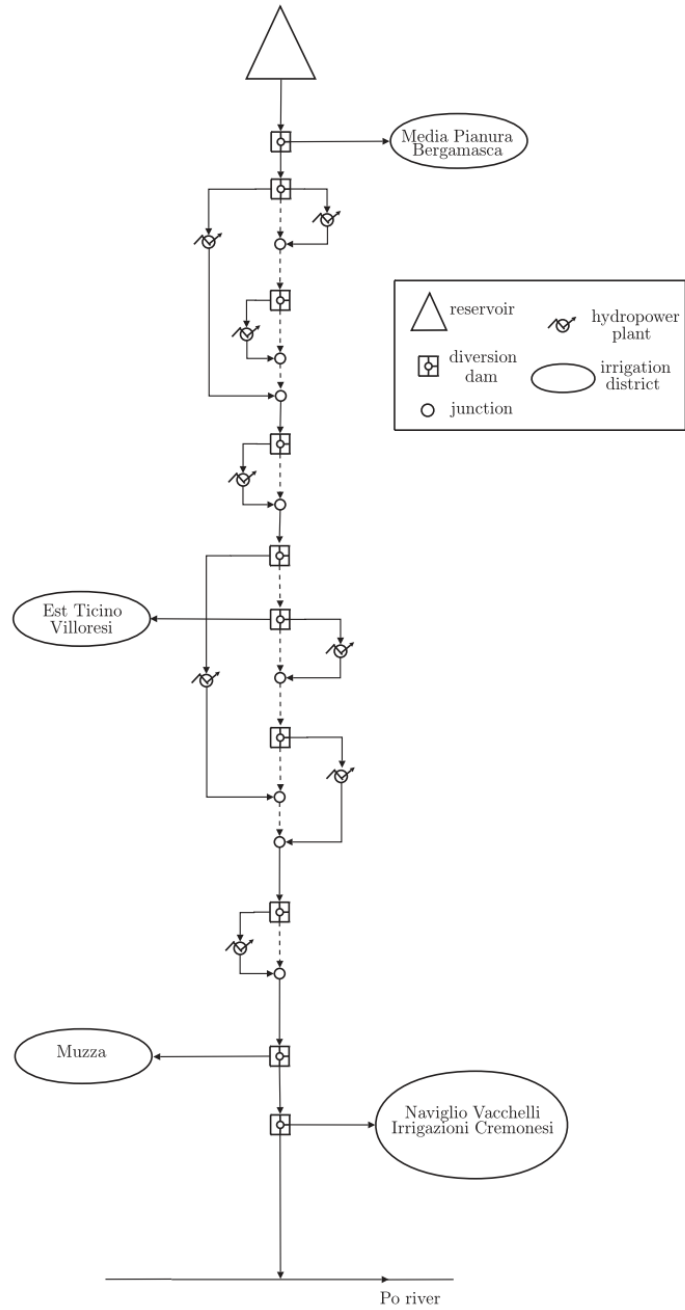 Media Pianura
Bergamasca
reservoir
hydropower
plant
diversion
dam
irrigation
district
junction
Est Ticino
Villoresi
Muzza
Naviglio Vacchelli
Irrigazioni Cremonesi
Po river